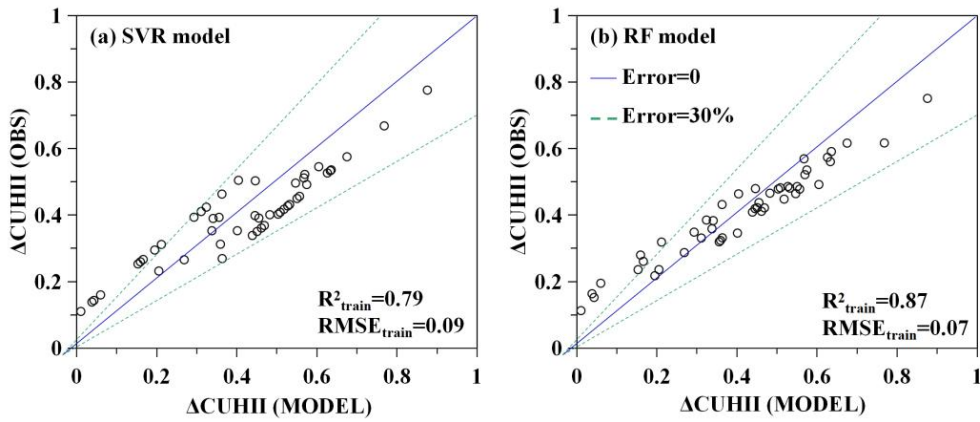 (a) SVR model
ΔCUHII (OBS)
1
0.8
0.6
0.4
0.2
0
0
0.2
0.4
0.6
0.8
1
R²train=0.79
RMSEtrain=0.09
ΔCUHII (MODEL)
(b) RF model
Error=0
Error=30%
ΔCUHII (OBS)
1
0.8
0.6
0.4
0.2
0
0
0.2
0.4
0.6
0.8
1
R²train=0.87
RMSEtrain=0.07
ΔCUHII (MODEL)